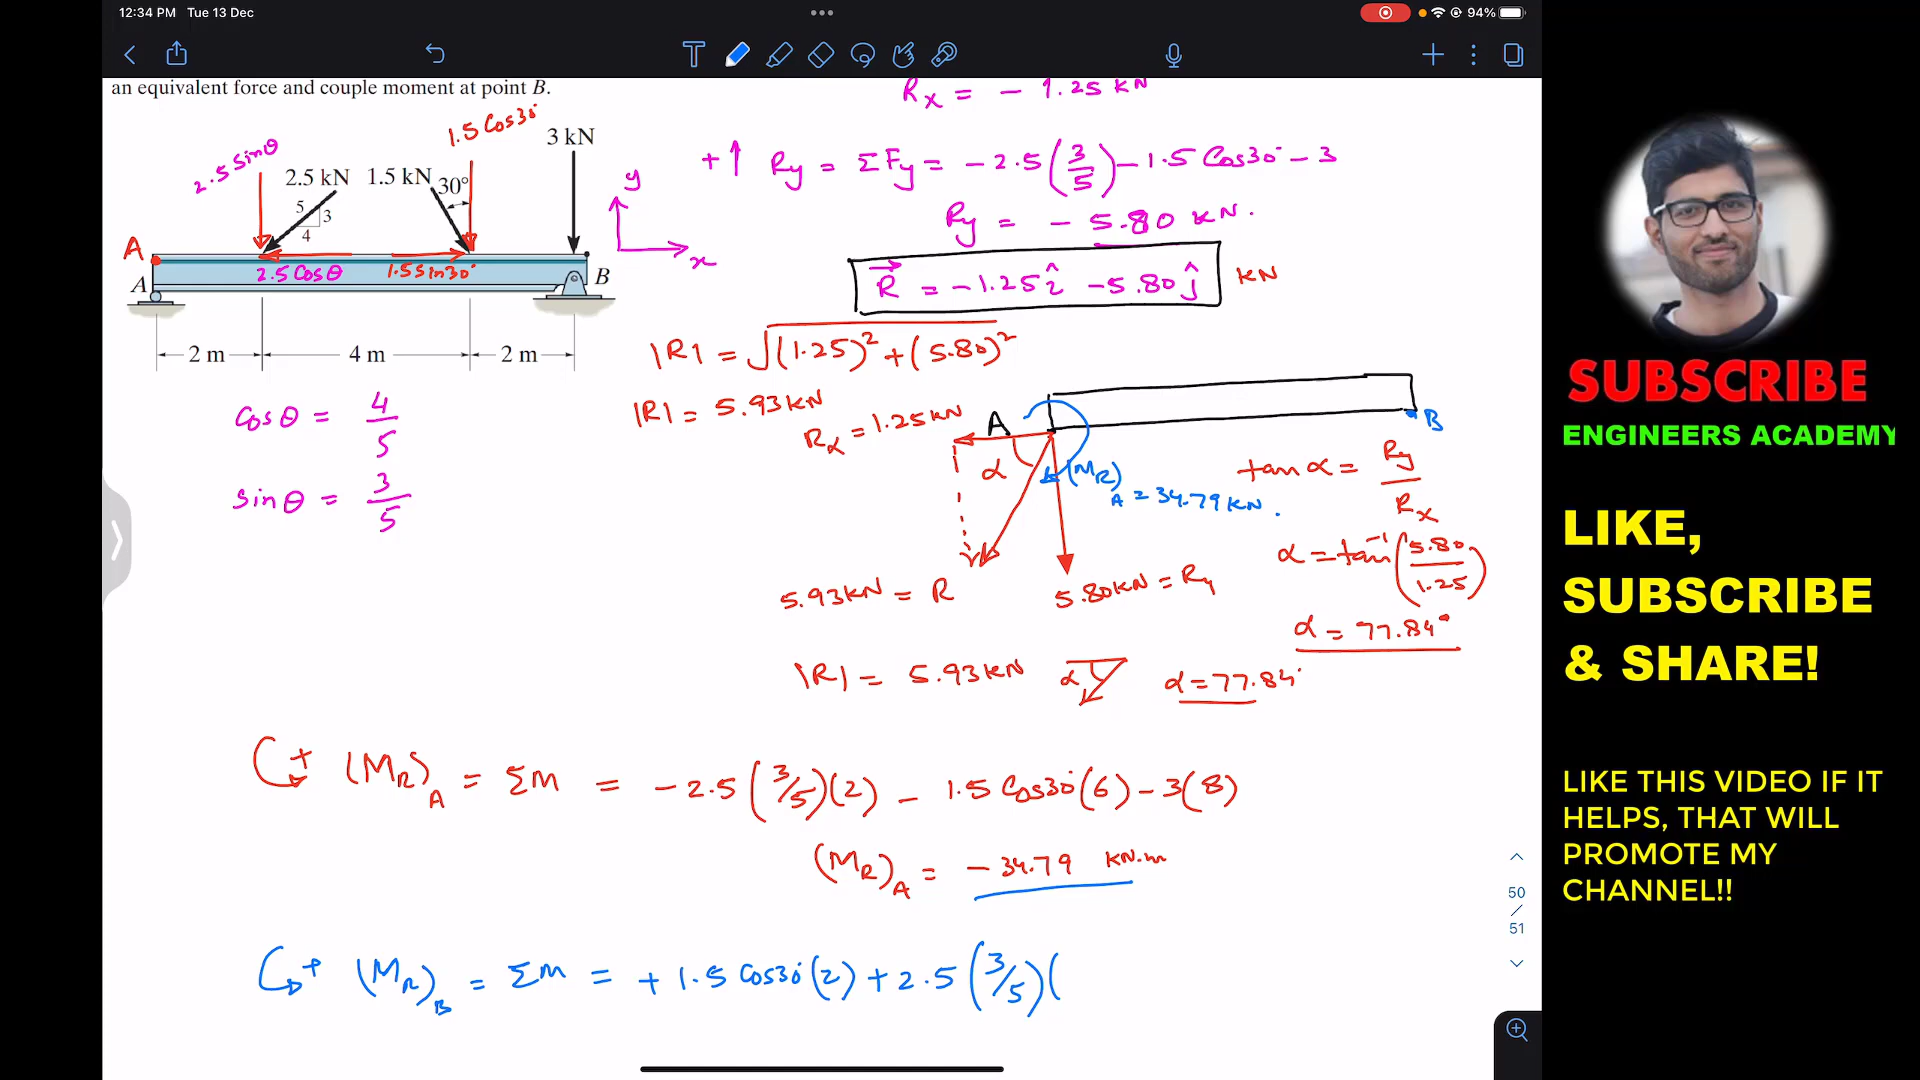 12:34 PM Tue 13 Dec
94%
an equivalent force and couple moment at point B.
Rx = - 1.25 kN
2.5 Sinθ
1.5 Cos30°
3 kN
2.5 kN
1.5 kN
30°
5
3
4
A
2.5 Cosθ
1.5 Sin30°
A
B
2 m
4 m
2 m
y
x
+↑ Ry = ΣFy = -2.5 (3/5) - 1.5 Cos30° - 3
Ry = - 5.80 kN.
R = -1.25 i -5.80 j
kN
|R| = √(1.25)² + (5.80)²
|R| = 5.93 kN
Cosθ = 4/5
Sinθ = 3/5
Rx = 1.25 kN
A
B
α
(MR)A = 34.79 kN.
tan α = Ry/Rx
α = tan⁻¹ (5.80/1.25)
α = 77.84°
5.93 kN = R
5.80 kN = Ry
|R| = 5.93 kN
α
α = 77.84°
+ (MR)A = ΣM = -2.5 (3/5)(2) - 1.5 Cos30° (6) - 3(8)
(MR)A = - 34.79 kN.m
+ (MR)B = ΣM = + 1.5 Cos30° (2) + 2.5 (3/5) (
50
/
51
SUBSCRIBE
ENGINEERS ACADEMY
LIKE,
SUBSCRIBE
& SHARE!
LIKE THIS VIDEO IF IT
HELPS, THAT WILL
PROMOTE MY
CHANNEL!!